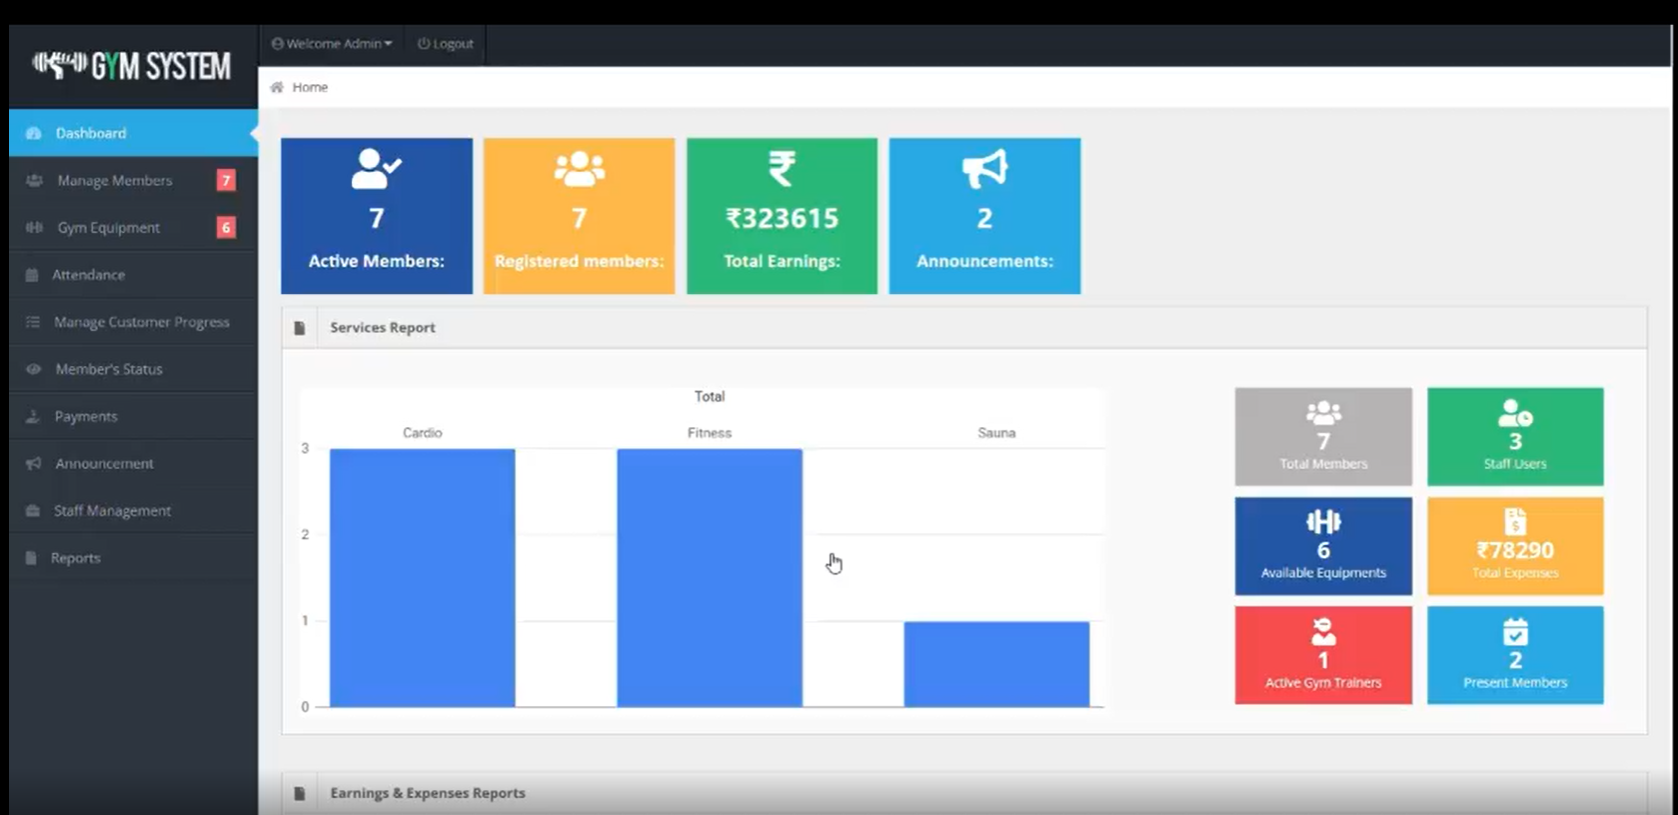 GYM SYSTEM
Welcome Admin
Logout
Home
Dashboard
Manage Members 7
Gym Equipment 6
Attendance
Manage Customer Progress
Member's Status
Payments
Announcement
Staff Management
Reports
7
Active Members:
7
Registered members:
₹323615
Total Earnings:
2
Announcements:
Services Report
Total
Cardio Fitness Sauna
3
2
1
0
7
Total Members
3
Staff Users
6
Available Equipments
₹78290
Total Expenses
1
Active Gym Trainers
2
Present Members
Earnings & Expenses Reports